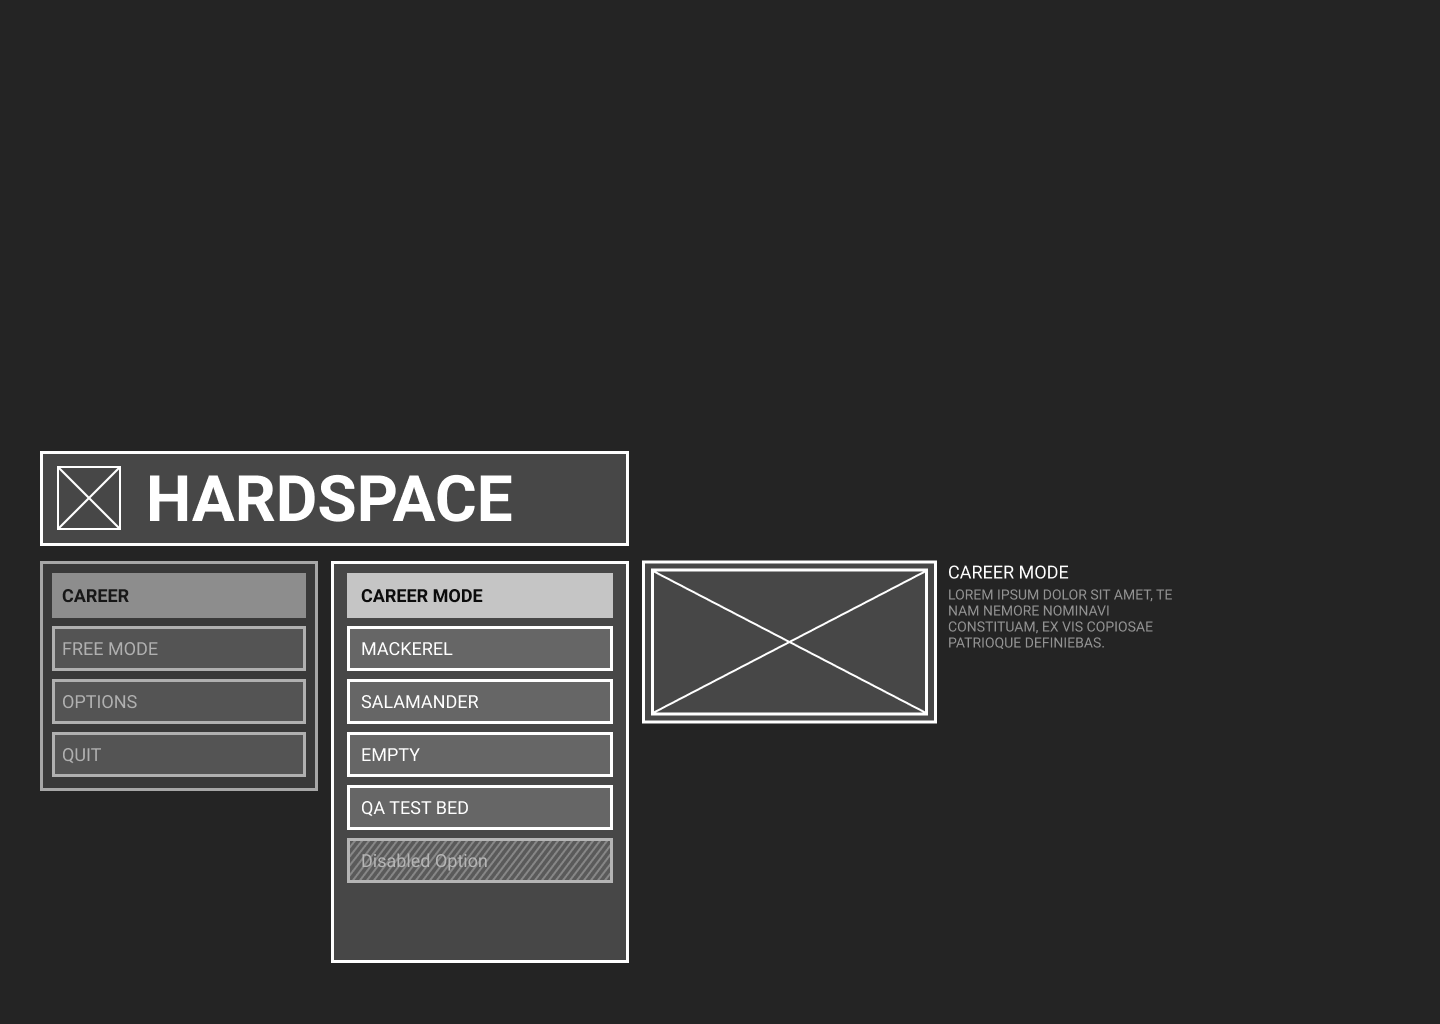 HARDSPACE
CAREER
FREE MODE
OPTIONS
QUIT
CAREER MODE
MACKEREL
SALAMANDER
EMPTY
QA TEST BED
Disabled Option
CAREER MODE
LOREM IPSUM DOLOR SIT AMET, TE
NAM NEMORE NOMINAVI
CONSTITUAM, EX VIS COPIOSAE
PATRIOQUE DEFINIEBAS.